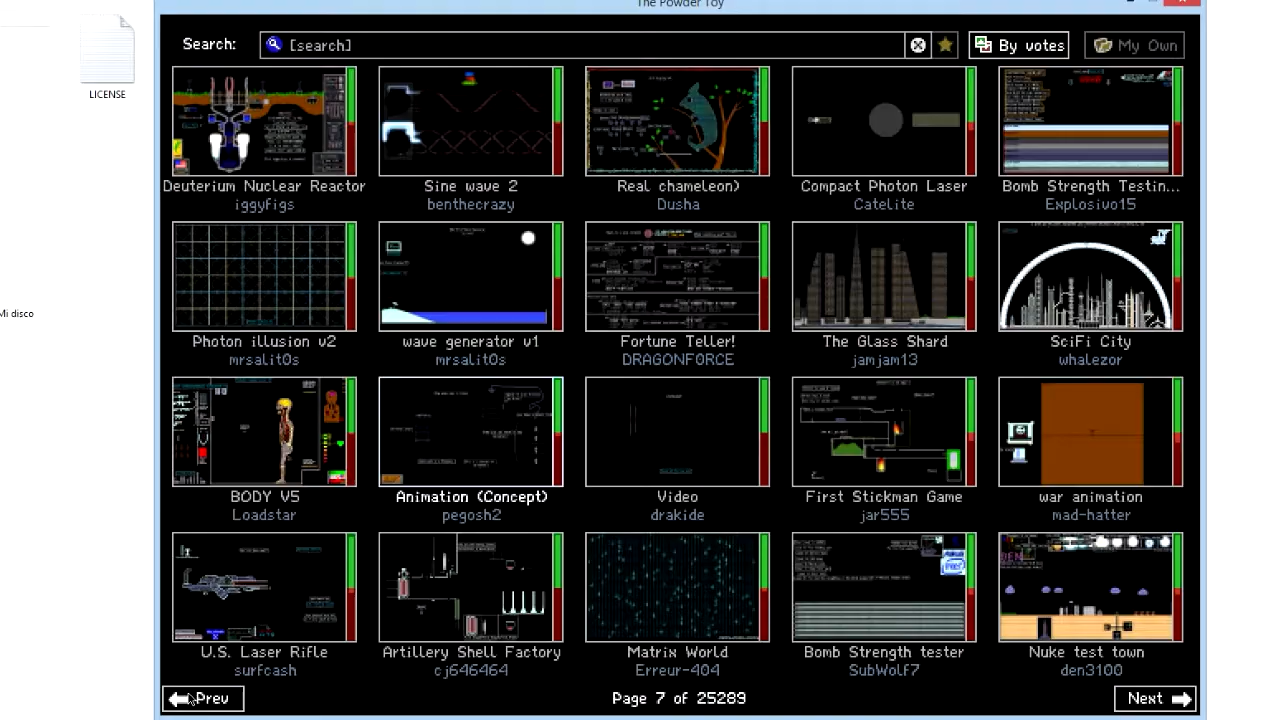 The Powder Toy
LICENSE
Search: [search] By votes My Own
Deuterium Nuclear Reactor Sine wave 2 Real chameleon) Compact Photon Laser Bomb Strength Testin...
iggyfigs benthecrazy Dusha Catelite Explosivo15
Mi disco
Photon illusion v2 wave generator v1 Fortune Teller! The Glass Shard SciFi City
mrsalit0s mrsalit0s DRAGONFORCE jamjam13 whalezor
BODY V5 Animation (Concept) Video First Stickman Game war animation
Loadstar pegosh2 drakide jar555 mad-hatter
U.S. Laser Rifle Artillery Shell Factory Matrix World Bomb Strength tester Nuke test town
surfcash cj646464 Erreur-404 SubWolf7 den3100
Prev Page 7 of 25289 Next